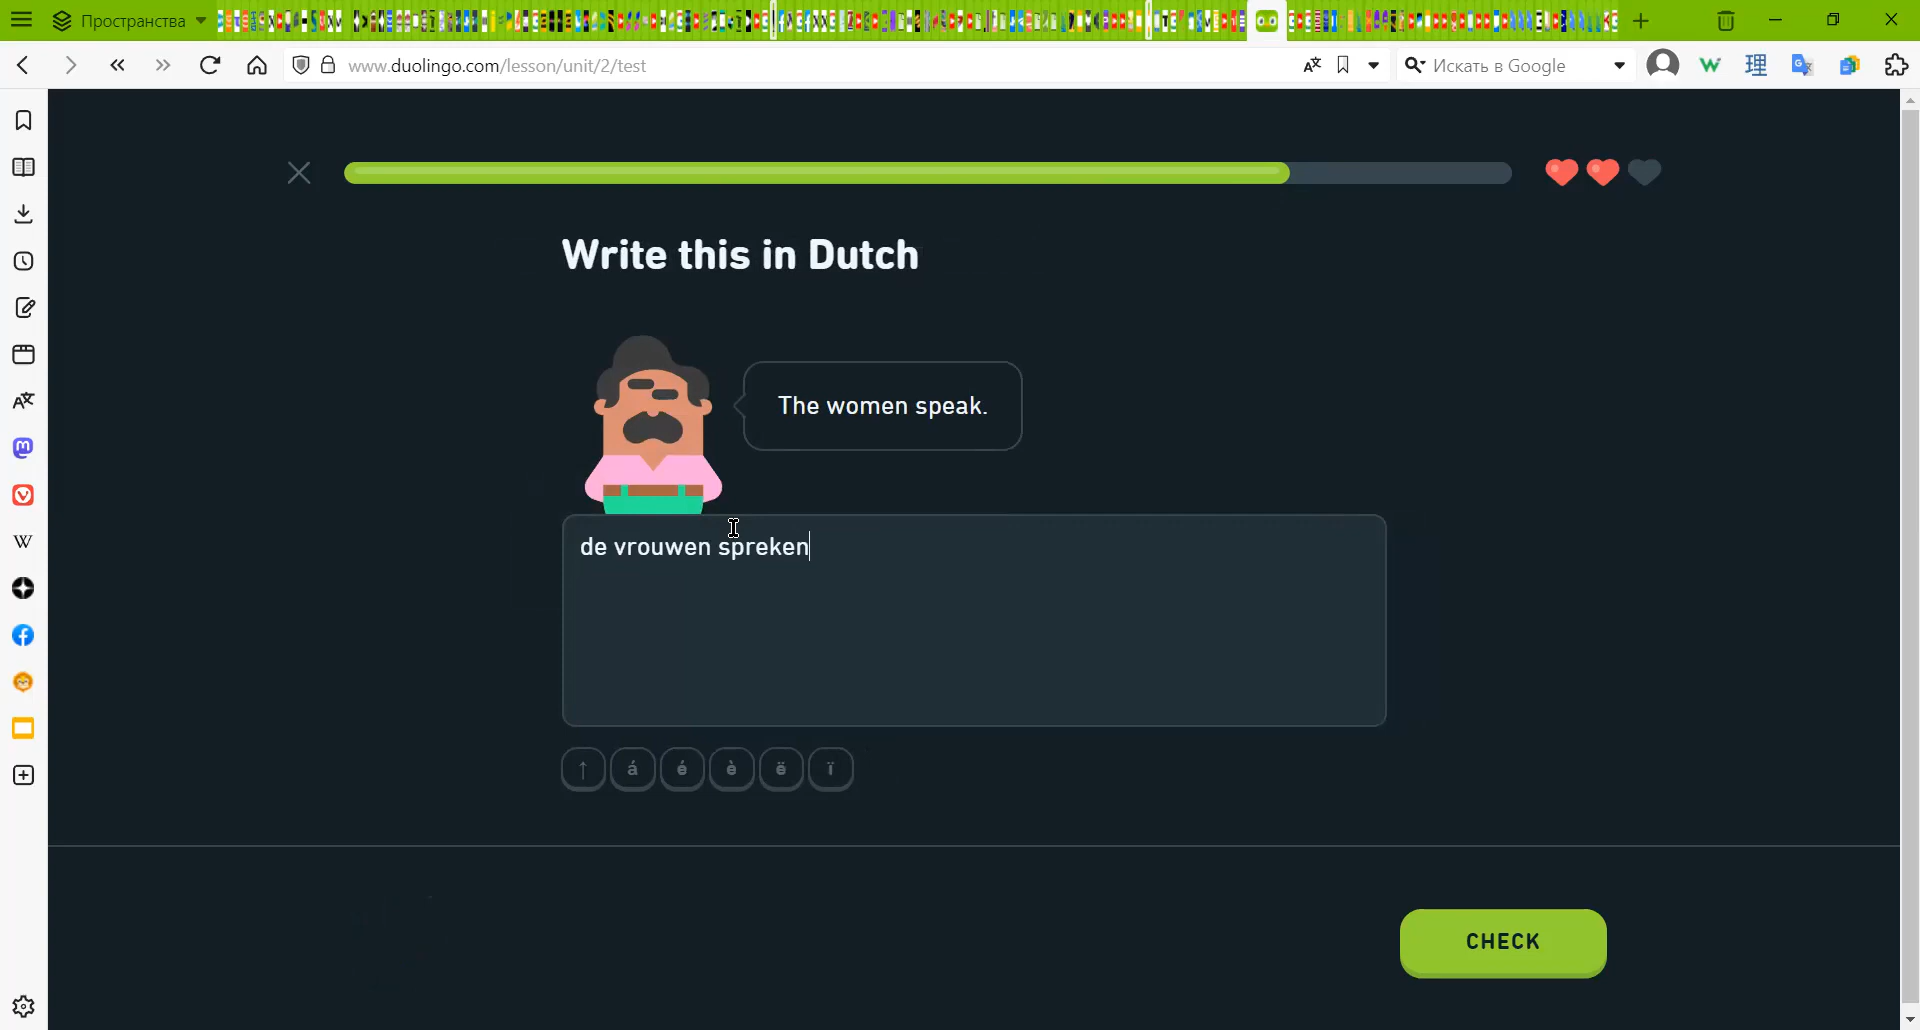 Пространства
www.duolingo.com/lesson/unit/2/test
Искать в Google
Write this in Dutch
The women speak.
de vrouwen spreken
↑ á é è ë ï
CHECK